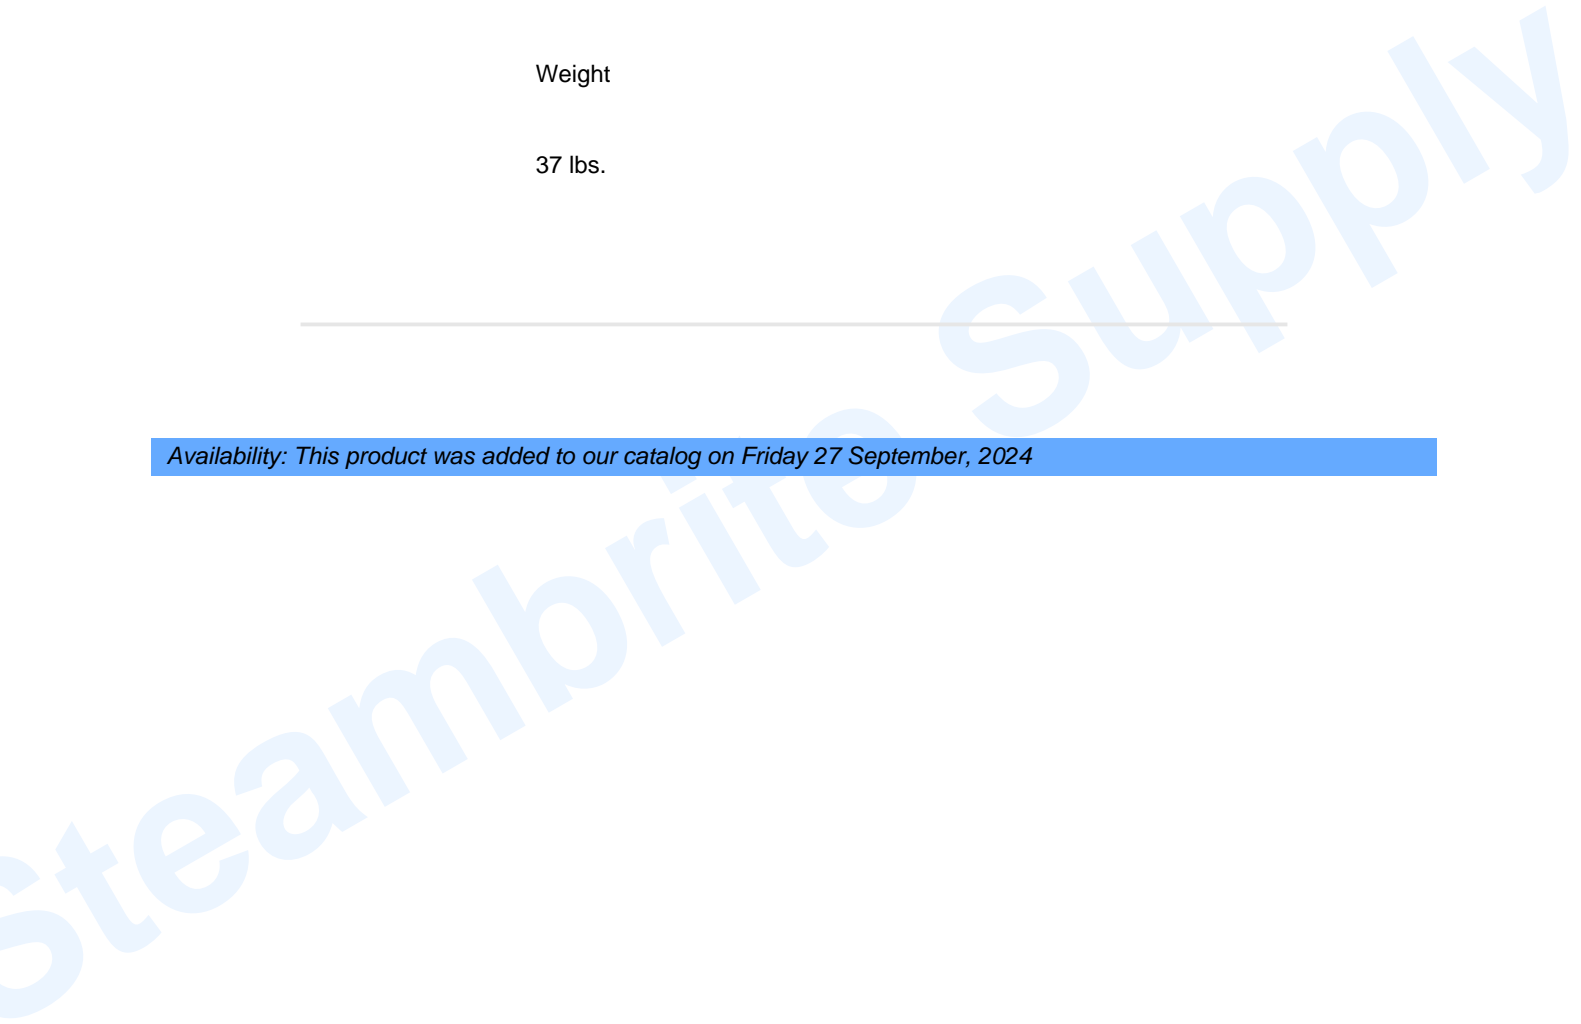 Weight
37 lbs.
Availability: This product was added to our catalog on Friday 27 September, 2024
Steambrite Supply